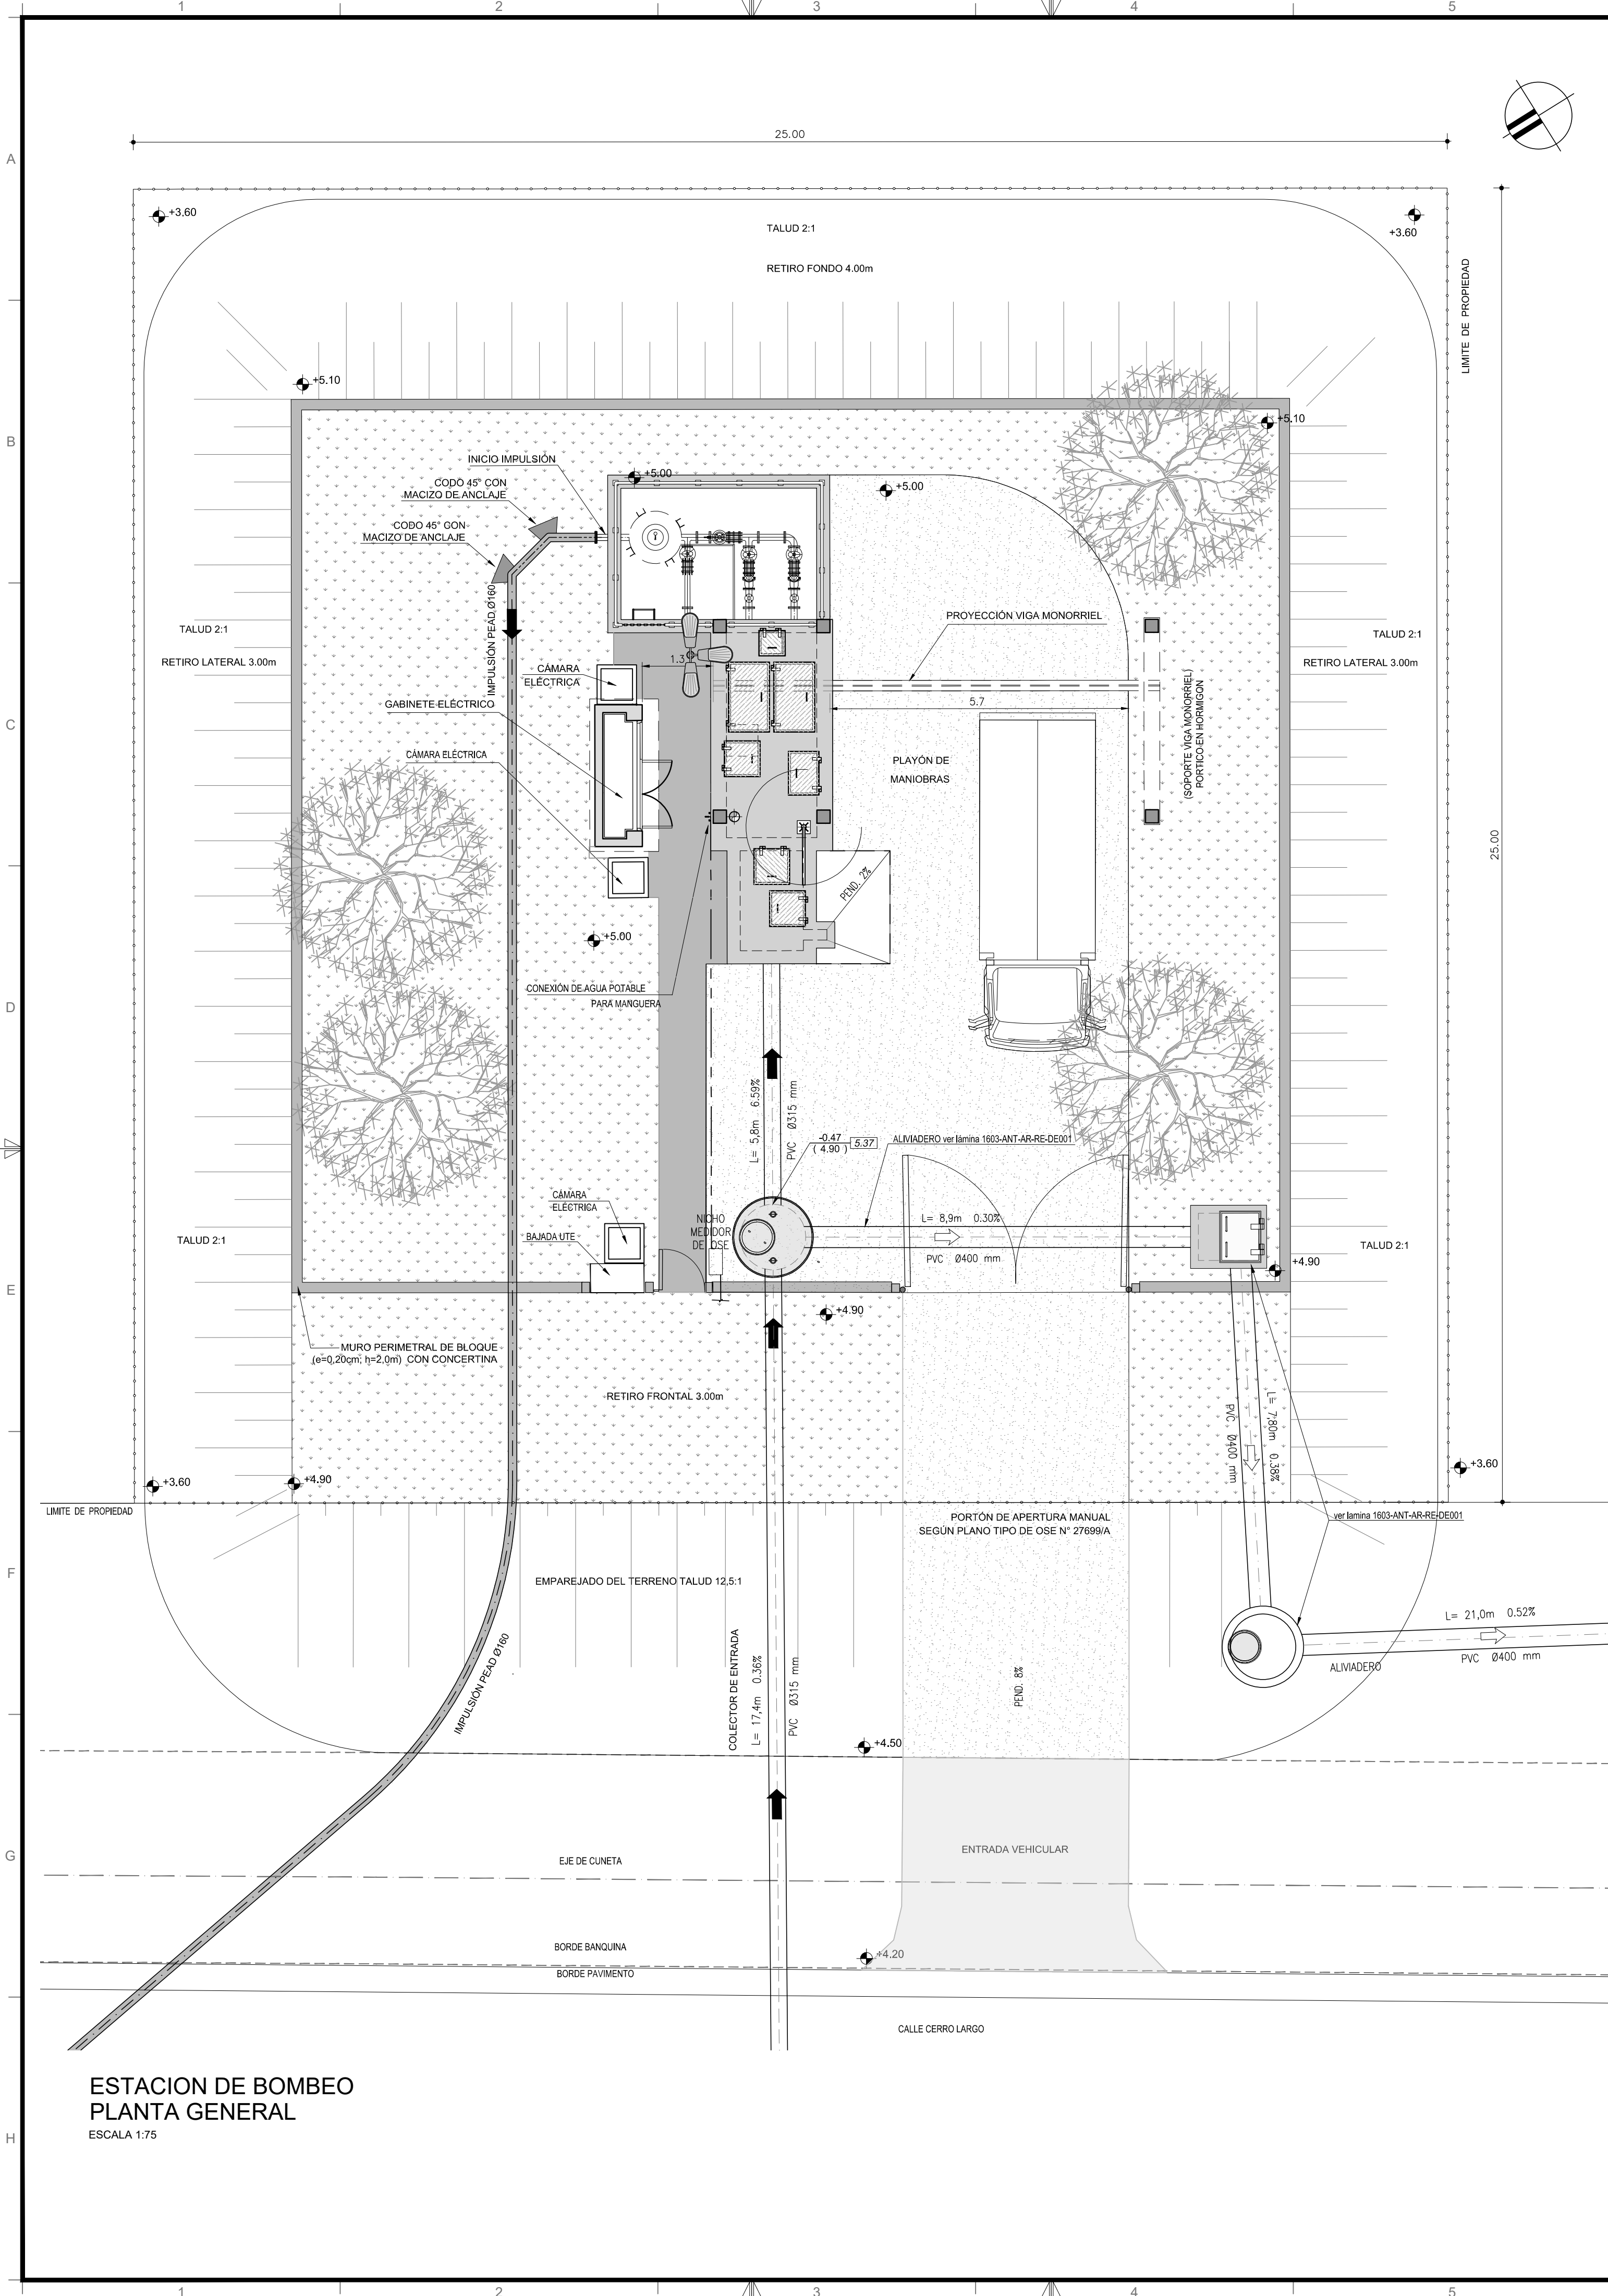 1 2 3 4 5
25.00
A
+3.60
+3.60
TALUD 2:1
RETIRO FONDO 4.00m
LIMITE DE PROPIEDAD
+5.10
+5.10
B
INICIO IMPULSIÓN
+5.00
+5.00
CODO 45° CON
MACIZO DE ANCLAJE
CODO 45° CON
MACIZO DE ANCLAJE
IMPULSIÓN PEAD Ø160
TALUD 2:1
RETIRO LATERAL 3.00m
PROYECCIÓN VIGA MONORRIEL
TALUD 2:1
RETIRO LATERAL 3.00m
1.3
CÁMARA
ELÉCTRICA
GABINETE ELÉCTRICO
5.7
(SOPORTE VIGA MONORRIEL)
PORTICO EN HORMIGON
C
CÁMARA ELÉCTRICA
PLAYÓN DE
MANIOBRAS
25.00
PEND. 2%
+5.00
CONEXIÓN DE AGUA POTABLE
PARA MANGUERA
D
L= 5,8m 6.59%
PVC Ø315 mm
-0.47
( 4.90 )
5.37
ALIVIADERO ver lámina 1603-ANT-AR-RE-DE001
CÁMARA
ELÉCTRICA
NICHO
MEDIDOR
DE OSE
L= 8,9m 0.30%
PVC Ø400 mm
BAJADA UTE
TALUD 2:1
TALUD 2:1
+4.90
E
+4.90
MURO PERIMETRAL DE BLOQUE
(e=0,20cm; h=2,0m) CON CONCERTINA
RETIRO FRONTAL 3.00m
L= 7,80m 0.38%
PVC Ø400 mm
+3.60
+4.90
+3.60
LIMITE DE PROPIEDAD
PORTÓN DE APERTURA MANUAL
SEGÚN PLANO TIPO DE OSE N° 27699/A
ver lamina 1603-ANT-AR-RE-DE001
F
EMPAREJADO DEL TERRENO TALUD 12,5:1
L= 21,0m 0.52%
PVC Ø400 mm
ALIVIADERO
IMPULSIÓN PEAD Ø160
COLECTOR DE ENTRADA
L= 17,4m 0.36%
PVC Ø315 mm
PEND. 8%
+4.50
G
ENTRADA VEHICULAR
EJE DE CUNETA
BORDE BANQUINA
+4.20
BORDE PAVIMENTO
CALLE CERRO LARGO
ESTACION DE BOMBEO
PLANTA GENERAL
ESCALA 1:75
H
1 2 3 4 5